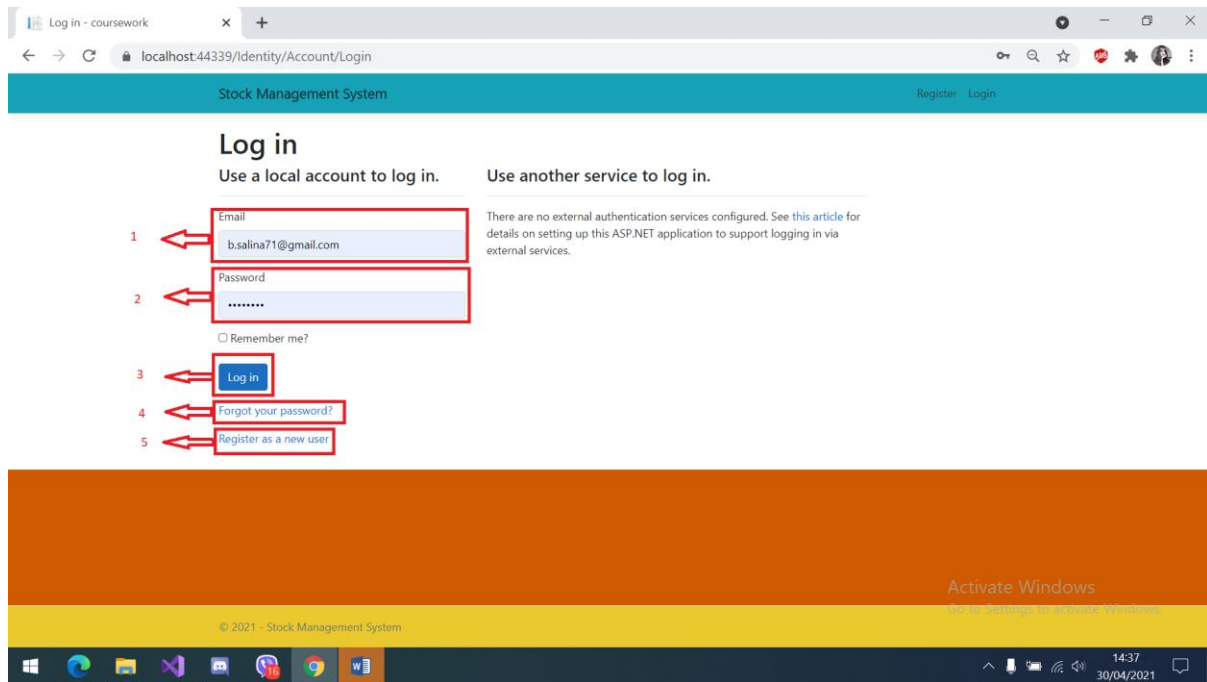 Log in - coursework
localhost:44339/Identity/Account/Login
Stock Management System
Register Login
Log in
Use a local account to log in.
Use another service to log in.
Email
There are no external authentication services configured. See this article for
details on setting up this ASP.NET application to support logging in via
external services.
1
b.salina71@gmail.com
Password
2
Remember me?
3
Log in
4
Forgot your password?
5
Register as a new user
Activate Windows
Go to Settings to activate Windows.
© 2021 - Stock Management System
16
14:37
30/04/2021